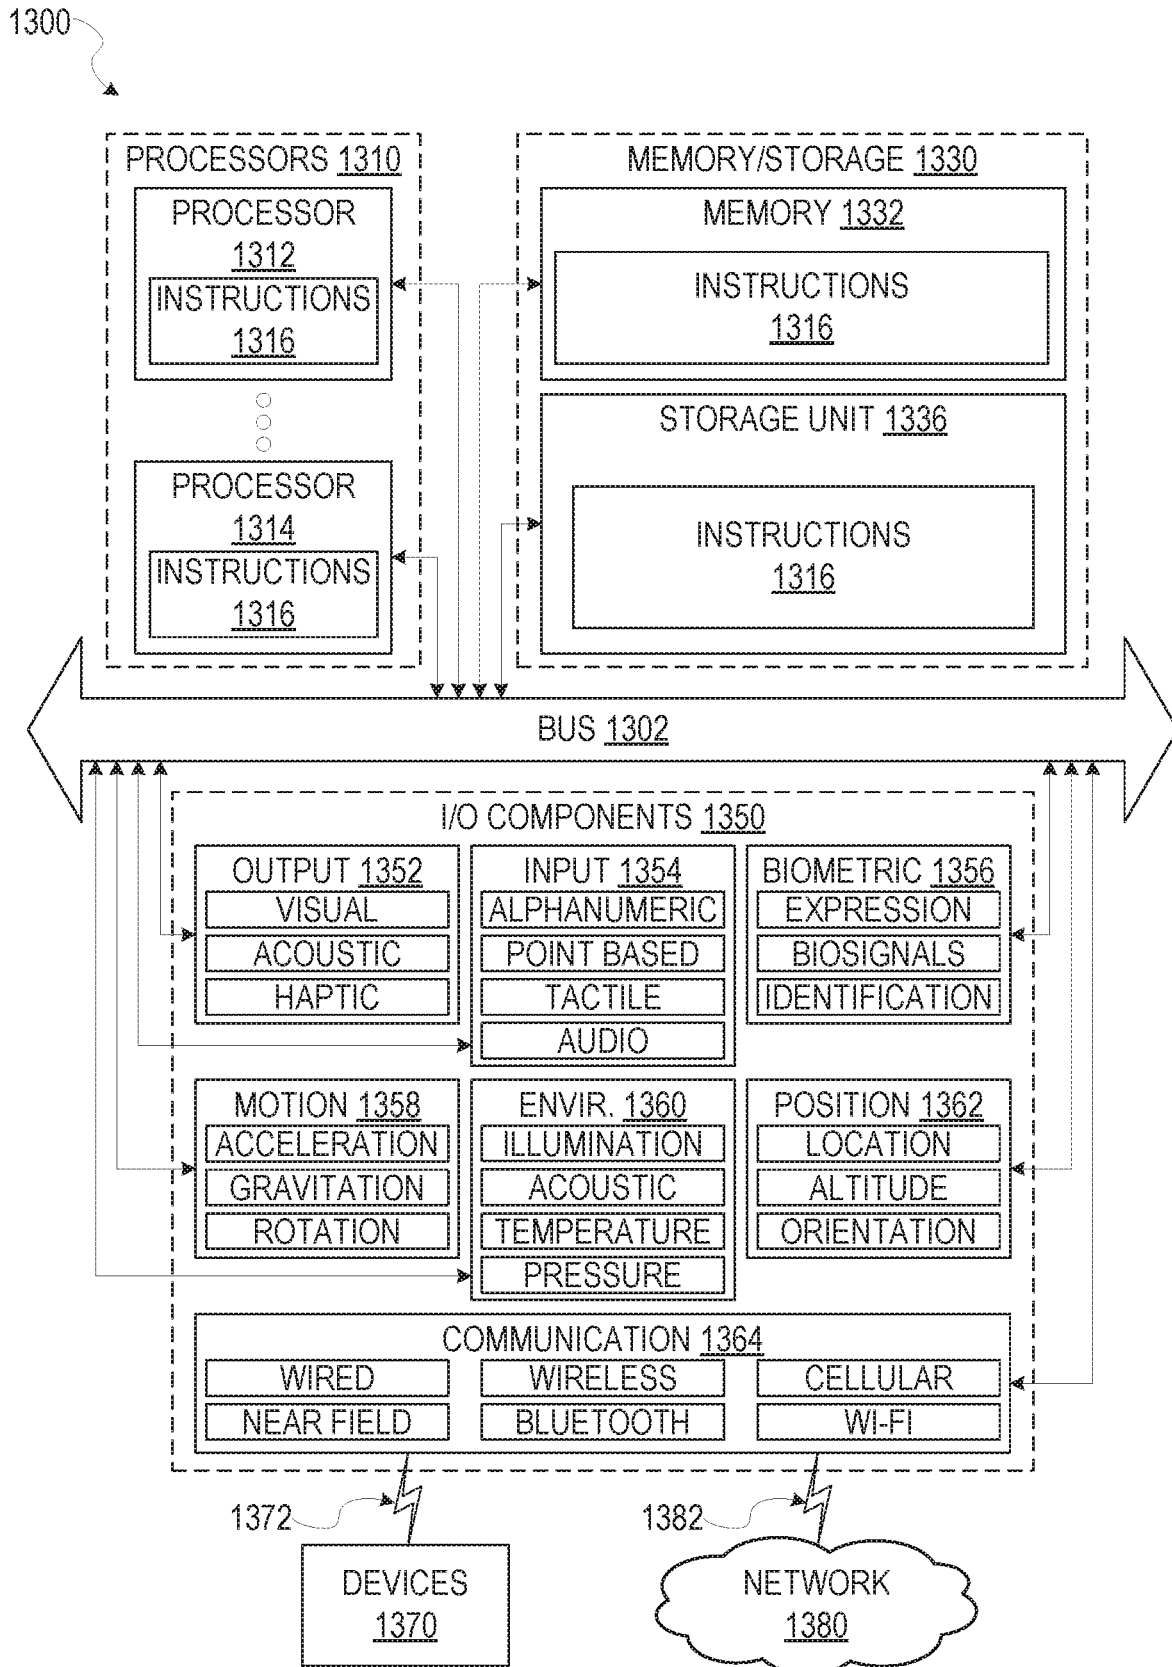 1300
PROCESSORS 1310
PROCESSOR
1312
INSTRUCTIONS
1316
PROCESSOR
1314
INSTRUCTIONS
1316
MEMORY/STORAGE 1330
MEMORY 1332
INSTRUCTIONS
1316
STORAGE UNIT 1336
INSTRUCTIONS
1316
BUS 1302
I/O COMPONENTS 1350
OUTPUT 1352
VISUAL
ACOUSTIC
HAPTIC
INPUT 1354
ALPHANUMERIC
POINT BASED
TACTILE
AUDIO
BIOMETRIC 1356
EXPRESSION
BIOSIGNALS
IDENTIFICATION
MOTION 1358
ACCELERATION
GRAVITATION
ROTATION
ENVIR. 1360
ILLUMINATION
ACOUSTIC
TEMPERATURE
PRESSURE
POSITION 1362
LOCATION
ALTITUDE
ORIENTATION
COMMUNICATION 1364
WIRED
WIRELESS
CELLULAR
NEAR FIELD
BLUETOOTH
WI-FI
1372
1382
DEVICES
1370
NETWORK
1380